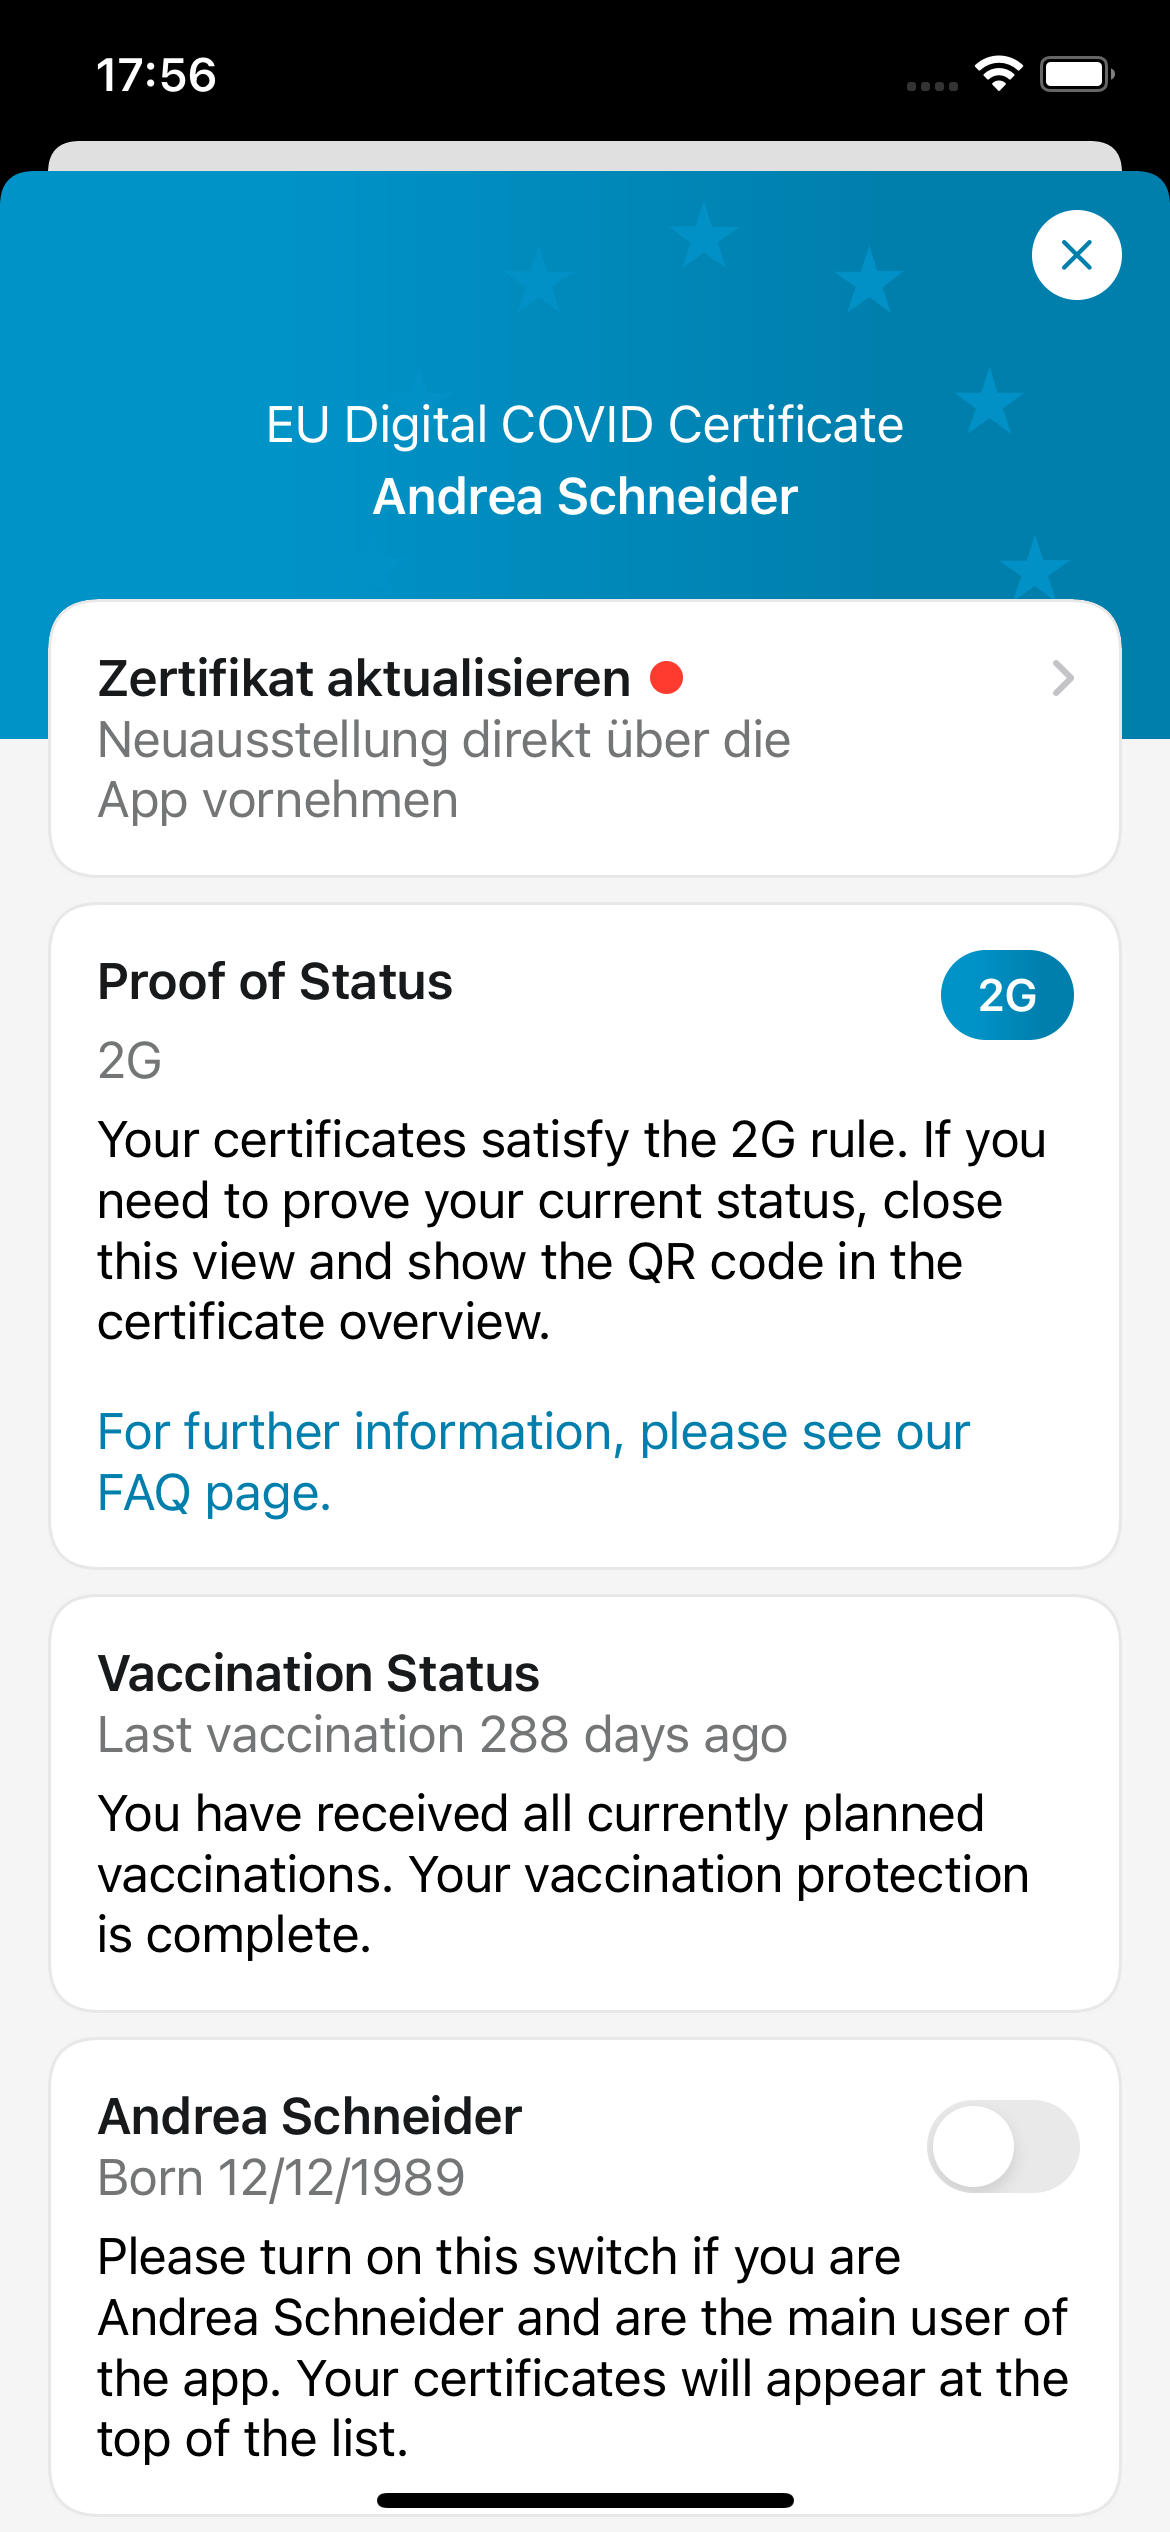 17:56
EU Digital COVID Certificate
Andrea Schneider
Zertifikat aktualisieren
Neuausstellung direkt über die
App vornehmen
Proof of Status
2G
2G
Your certificates satisfy the 2G rule. If you
need to prove your current status, close
this view and show the QR code in the
certificate overview.
For further information, please see our
FAQ page.
Vaccination Status
Last vaccination 288 days ago
You have received all currently planned
vaccinations. Your vaccination protection
is complete.
Andrea Schneider
Born 12/12/1989
Please turn on this switch if you are
Andrea Schneider and are the main user of
the app. Your certificates will appear at the
top of the list.